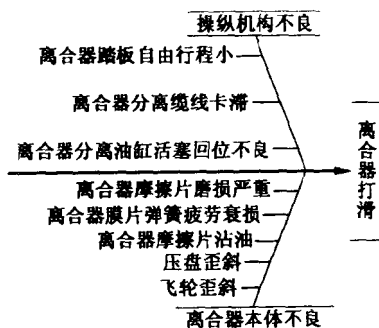 操纵机构不良
离合器踏板自由行程小
离合器分离缆线卡滞
离合器分离油缸活塞回位不良
离合器打滑
离合器摩擦片磨损严重
离合器膜片弹簧疲劳衰损
离合器摩擦片沾油
压盘歪斜
飞轮歪斜
离合器本体不良